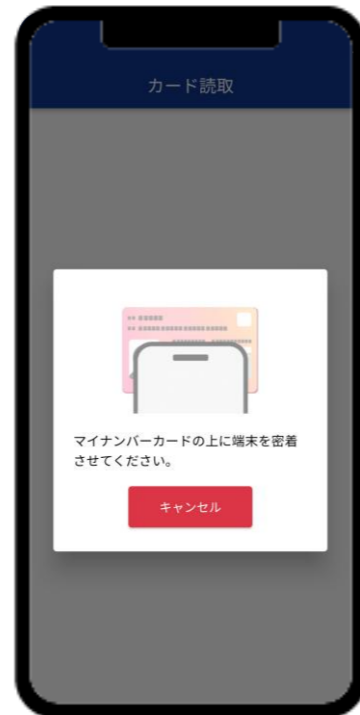 カード読取
マイナンバーカードの上に端末を密着
させてください。
キャンセル